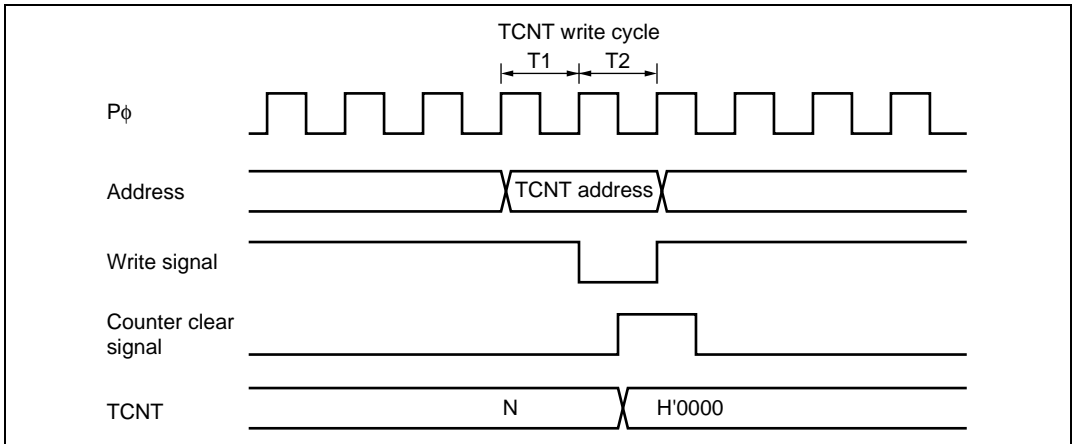 TCNT write cycle
T1 T2
Pϕ
Address TCNT address
Write signal
Counter clear
signal
TCNT N H'0000